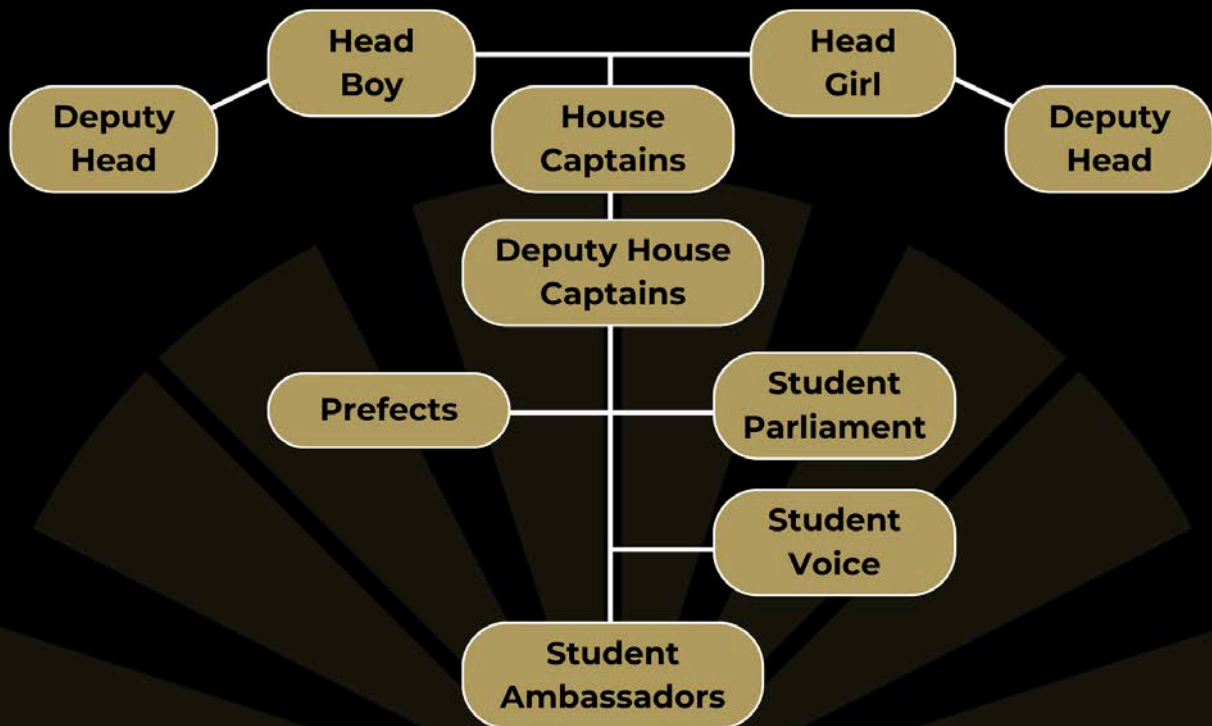 Head
Boy
Head
Girl
Deputy
Head
House
Captains
Deputy
Head
Deputy House
Captains
Prefects
Student
Parliament
Student
Voice
Student
Ambassadors